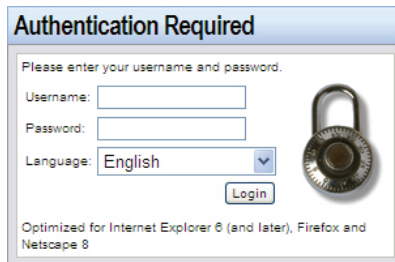 Authentication Required
Please enter your username and password.
Username:
Password:
Language: English
Login
Optimized for Internet Explorer 6 (and later), Firefox and
Netscape 8